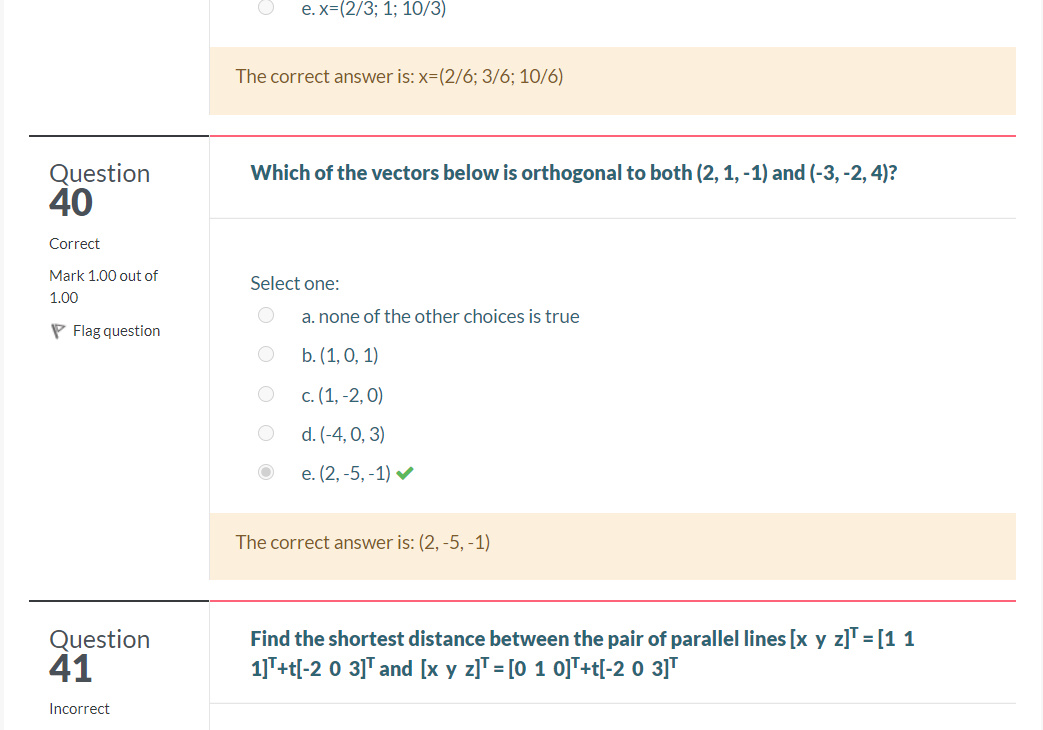 e. x=(2/3; 1; 10/3)
The correct answer is: x=(2/6; 3/6; 10/6)
Question
40
Correct
Mark 1.00 out of
1.00
Flag question
Which of the vectors below is orthogonal to both (2, 1, -1) and (-3, -2, 4)?
Select one:
a. none of the other choices is true
b. (1, 0, 1)
c. (1, -2, 0)
d. (-4, 0, 3)
e. (2, -5, -1)
The correct answer is: (2, -5, -1)
Question
41
Incorrect
Find the shortest distance between the pair of parallel lines [x y z]ᵀ = [1 1
1]ᵀ+t[-2 0 3]ᵀ and [x y z]ᵀ = [0 1 0]ᵀ+t[-2 0 3]ᵀ